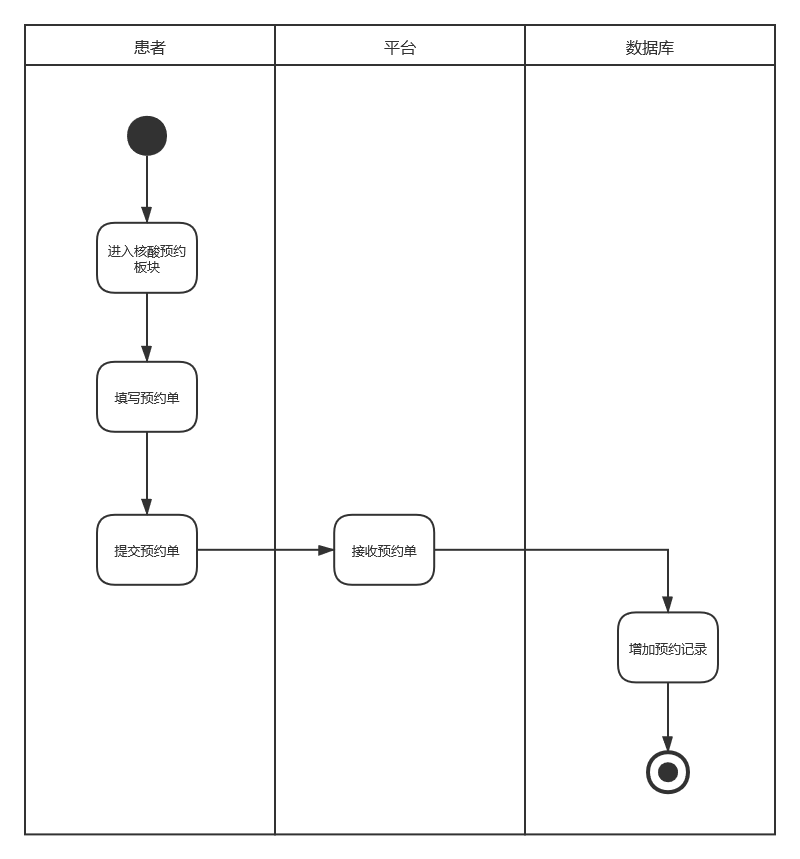 患者
平台
数据库
进入核酸预约
板块
填写预约单
提交预约单
接收预约单
增加预约记录